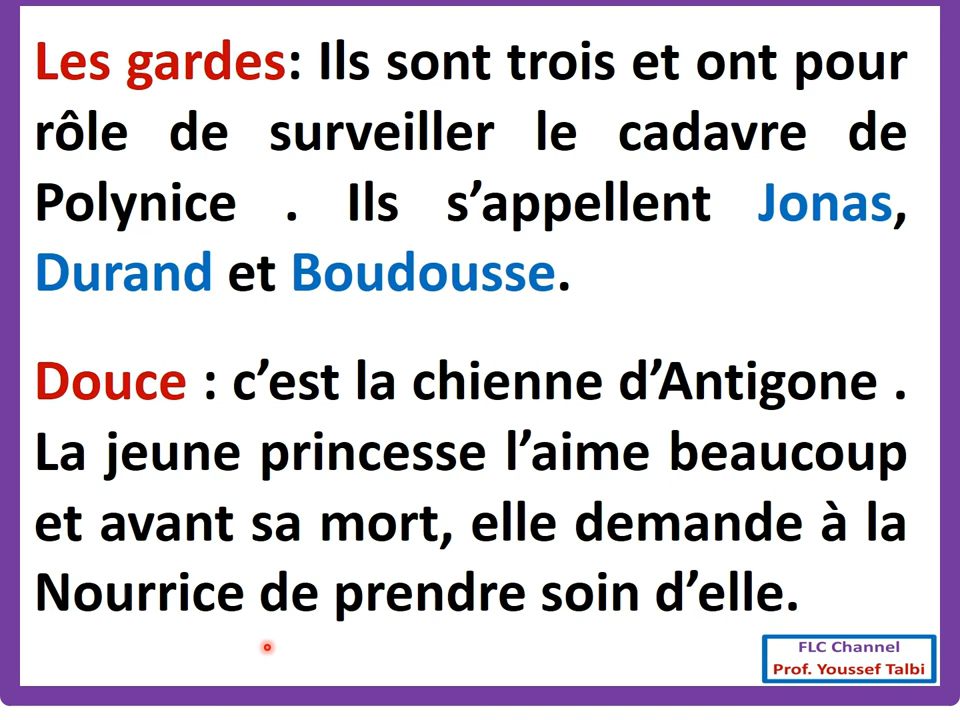 Les gardes: Ils sont trois et ont pour
rôle de surveiller le cadavre de
Polynice . Ils s’appellent Jonas,
Durand et Boudousse.
Douce : c’est la chienne d’Antigone .
La jeune princesse l’aime beaucoup
et avant sa mort, elle demande à la
Nourrice de prendre soin d’elle.
FLC Channel
Prof. Youssef Talbi